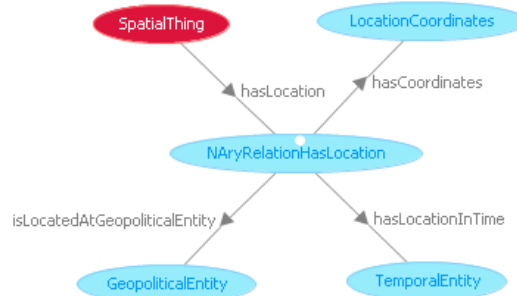 SpatialThing
LocationCoordinates
hasLocation
hasCoordinates
NAryRelationHasLocation
isLocatedAtGeopoliticalEntity
hasLocationInTime
GeopoliticalEntity
TemporalEntity